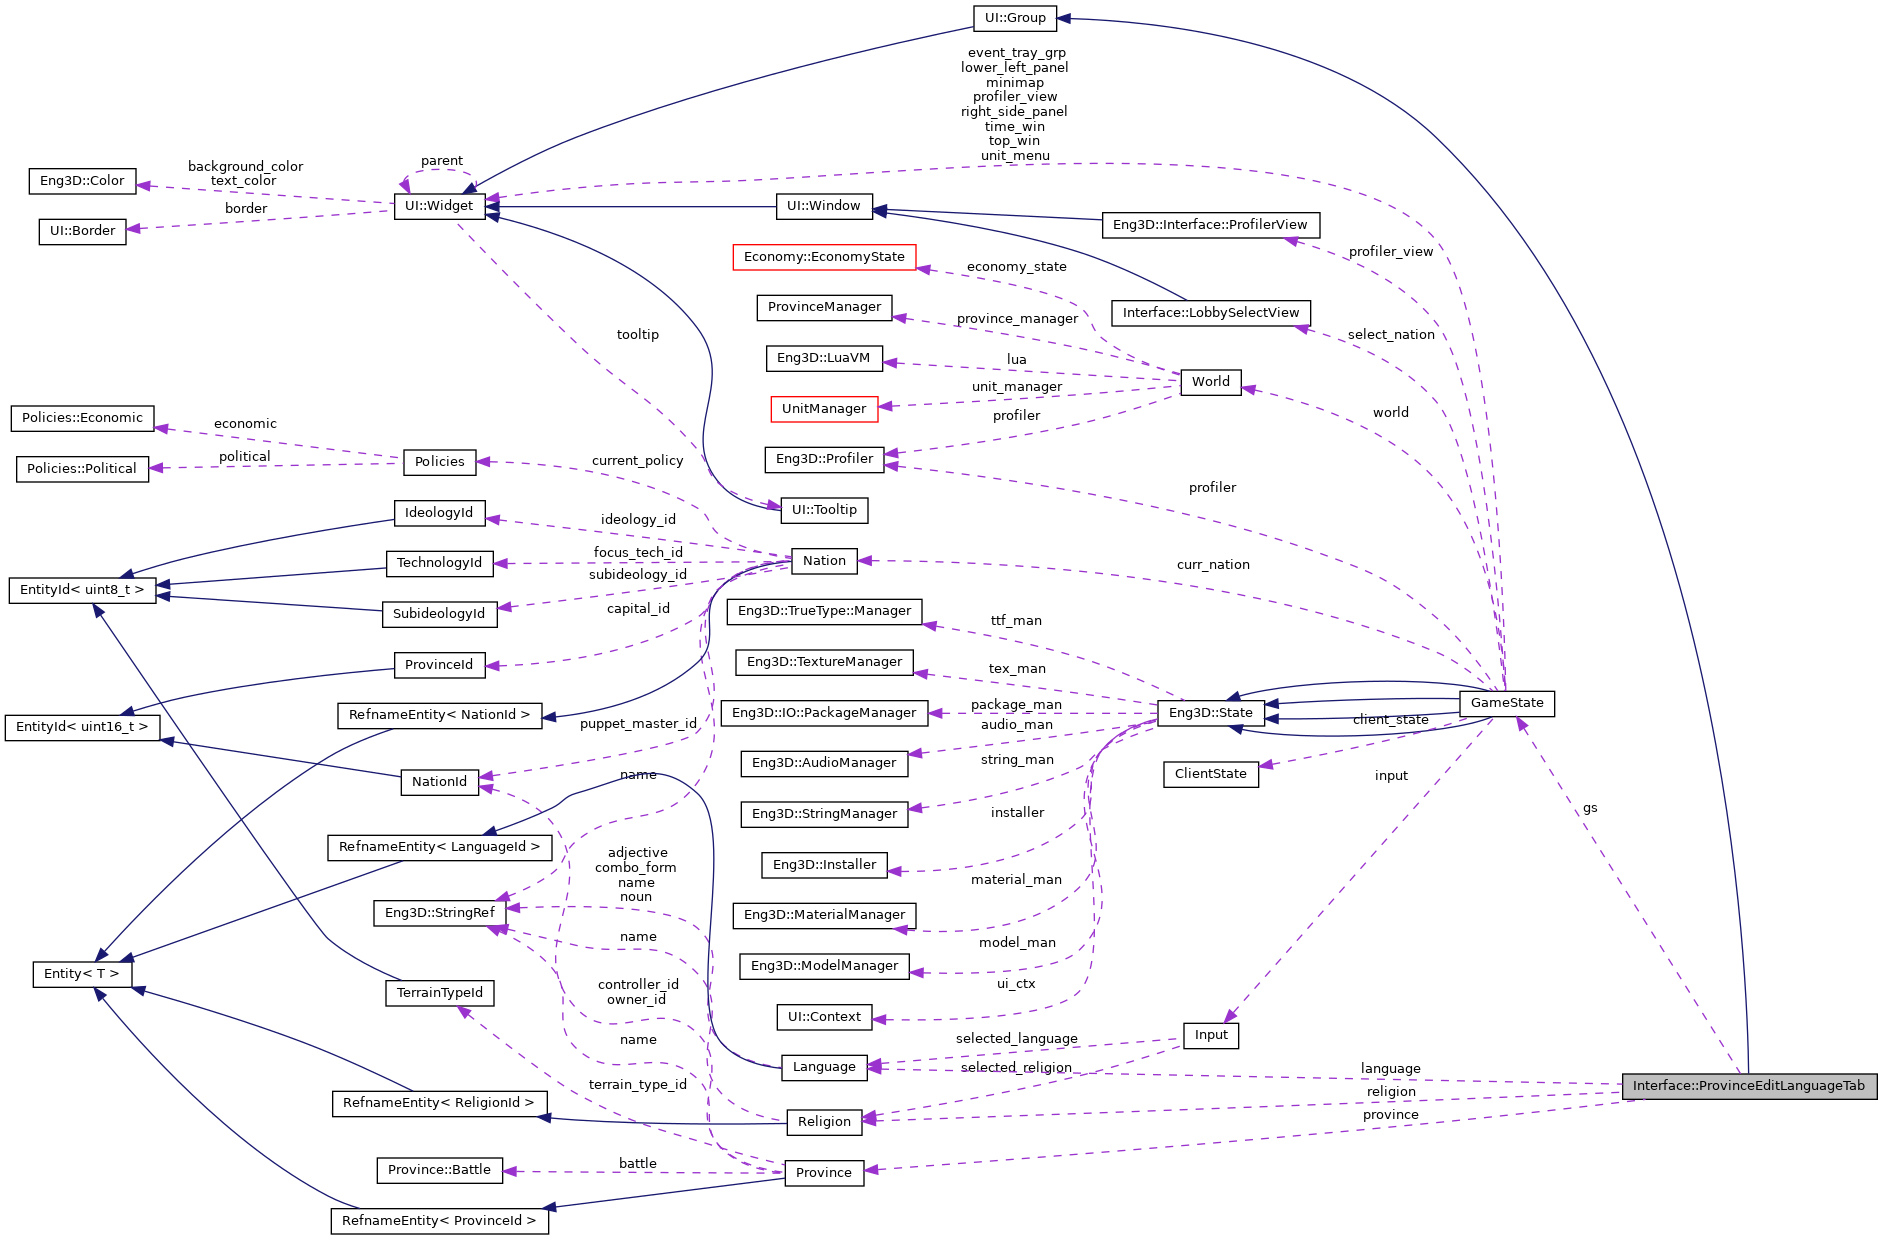 UI::Group
event_tray_grp
lower_left_panel
minimap
profiler_view
right_side_panel
time_win
top_win
unit_menu
parent
background_color
text_color
Eng3D::Color
border
UI::Border
UI::Widget
UI::Window
Eng3D::Interface::ProfilerView
profiler_view
Economy::EconomyState
economy_state
ProvinceManager
province_manager
Interface::LobbySelectView
select_nation
tooltip
Eng3D::LuaVM
lua
World
unit_manager
UnitManager
profiler
world
Policies::Economic
economic
Policies::Political
political
Policies
current_policy
Eng3D::Profiler
profiler
UI::Tooltip
IdeologyId
ideology_id
TechnologyId
focus_tech_id
Nation
curr_nation
EntityId< uint8_t >
subideology_id
SubideologyId
capital_id
Eng3D::TrueType::Manager
ttf_man
ProvinceId
Eng3D::TextureManager
tex_man
EntityId< uint16_t >
RefnameEntity< NationId >
puppet_master_id
Eng3D::IO::PackageManager
package_man
Eng3D::State
GameState
audio_man
client_state
Eng3D::AudioManager
string_man
ClientState
input
NationId
name
Eng3D::StringManager
installer
gs
RefnameEntity< LanguageId >
adjective
combo_form
name
noun
Eng3D::Installer
material_man
Eng3D::StringRef
Eng3D::MaterialManager
name
model_man
Eng3D::ModelManager
Entity< T >
TerrainTypeId
controller_id
owner_id
ui_ctx
UI::Context
Input
name
selected_language
Language
selected_religion
language
Interface::ProvinceEditLanguageTab
terrain_type_id
religion
RefnameEntity< ReligionId >
Religion
province
Province::Battle
battle
Province
RefnameEntity< ProvinceId >